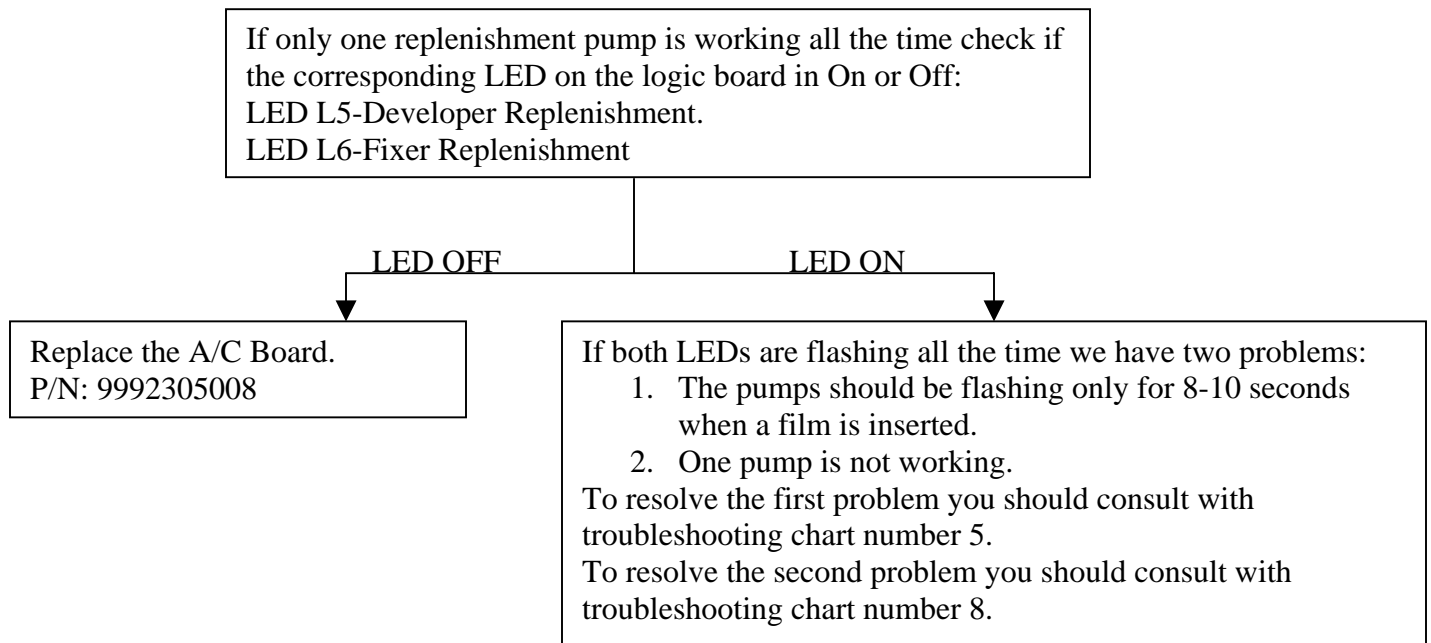 If only one replenishment pump is working all the time check if
the corresponding LED on the logic board in On or Off:
LED L5-Developer Replenishment.
LED L6-Fixer Replenishment
LED OFF
LED ON
Replace the A/C Board.
P/N: 9992305008
If both LEDs are flashing all the time we have two problems:
1. The pumps should be flashing only for 8-10 seconds
when a film is inserted.
2. One pump is not working.
To resolve the first problem you should consult with
troubleshooting chart number 5.
To resolve the second problem you should consult with
troubleshooting chart number 8.